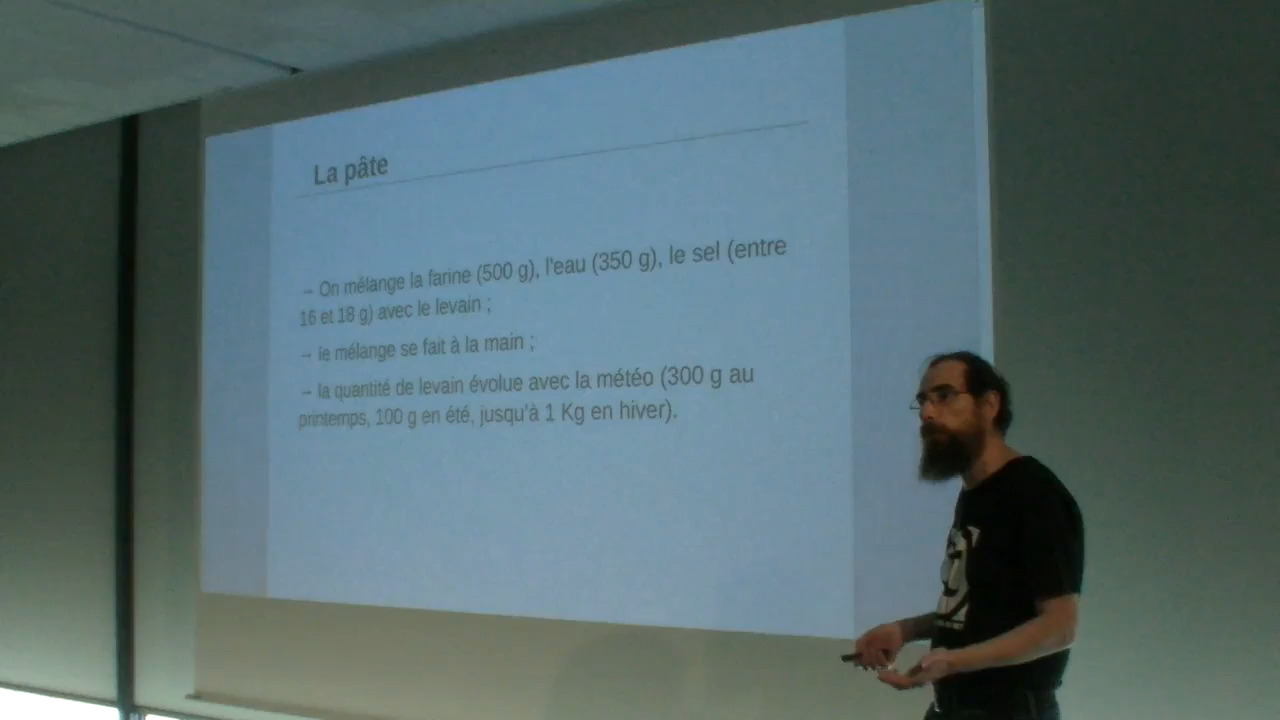 La pâte
→ On mélange la farine (500 g), l'eau (350 g), le sel (entre
16 et 18 g) avec le levain ;
→ le mélange se fait à la main ;
→ la quantité de levain évolue avec la météo (300 g au
printemps, 100 g en été, jusqu'à 1 Kg en hiver).